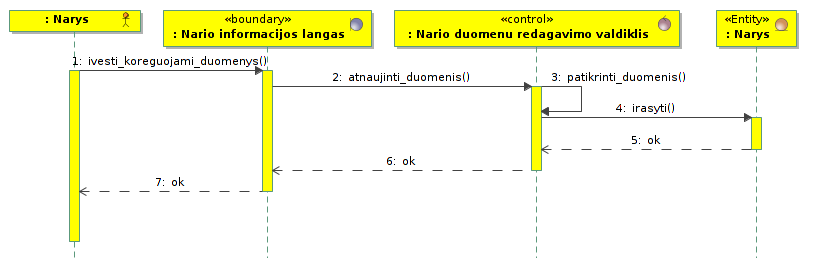 : Narys
«boundary»
: Nario informacijos langas
«control»
: Nario duomenu redagavimo valdiklis
«Entity»
: Narys
1: ivesti_koreguojami_duomenys()
2: atnaujinti_duomenis()
3: patikrinti_duomenis()
4: irasyti()
5: ok
6: ok
7: ok